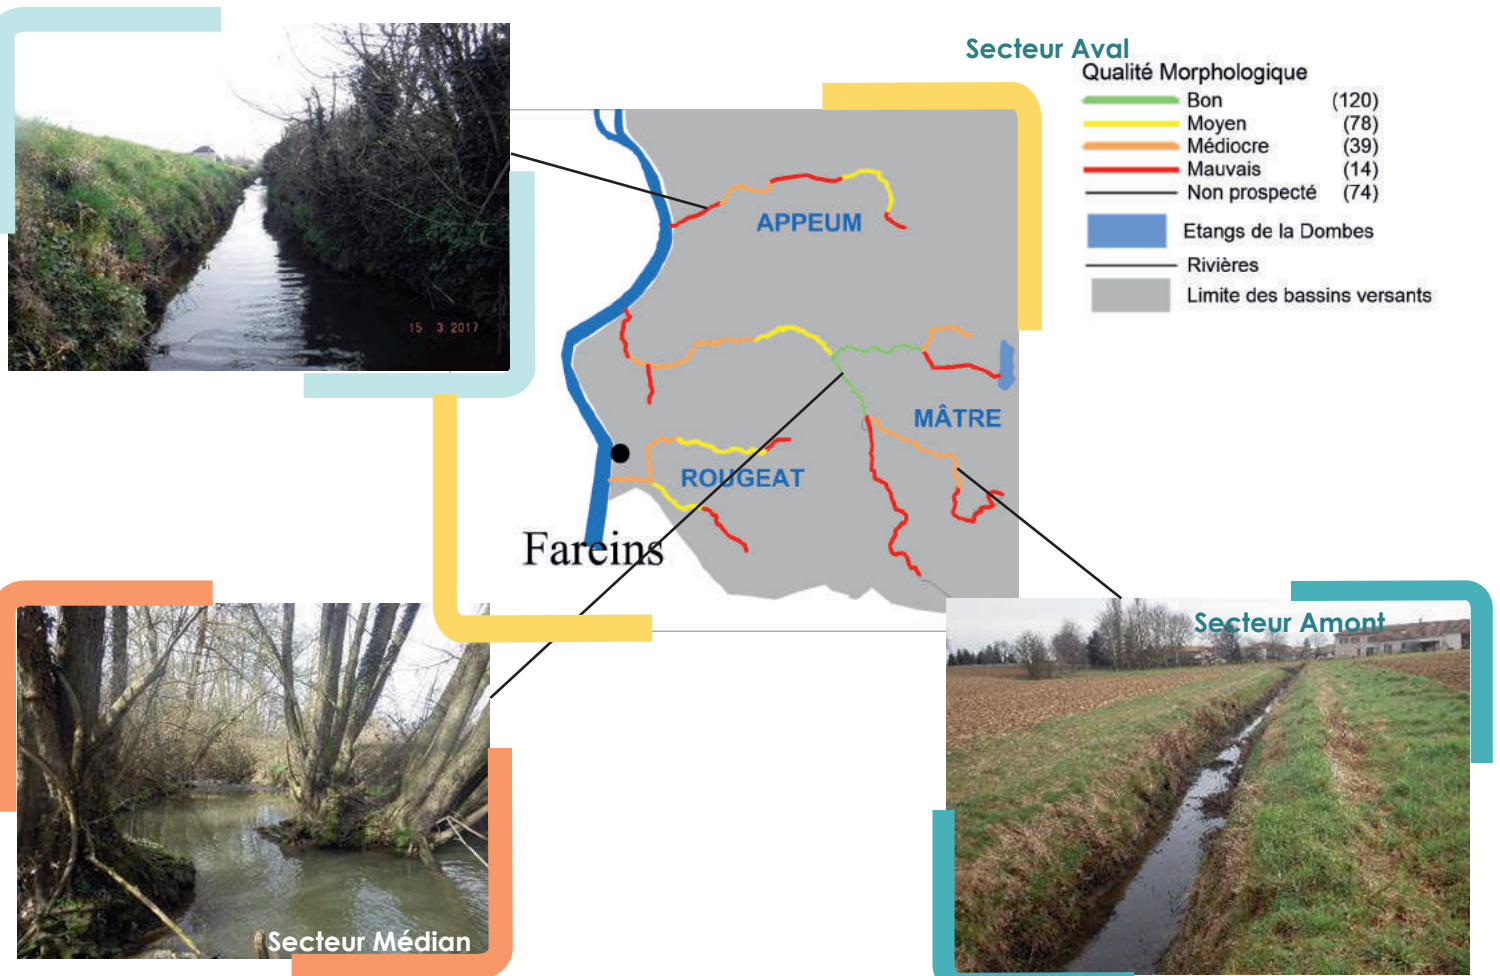 Secteur Aval
Qualité Morphologique
Bon (120)
Moyen (78)
Médiocre (39)
Mauvais (14)
Non prospecté (74)
Etangs de la Dombes
Rivières
Limite des bassins versants
15 3 2017
APPEUM
MÂTRE
ROUGEAT
Fareins
Secteur Amont
Secteur Médian